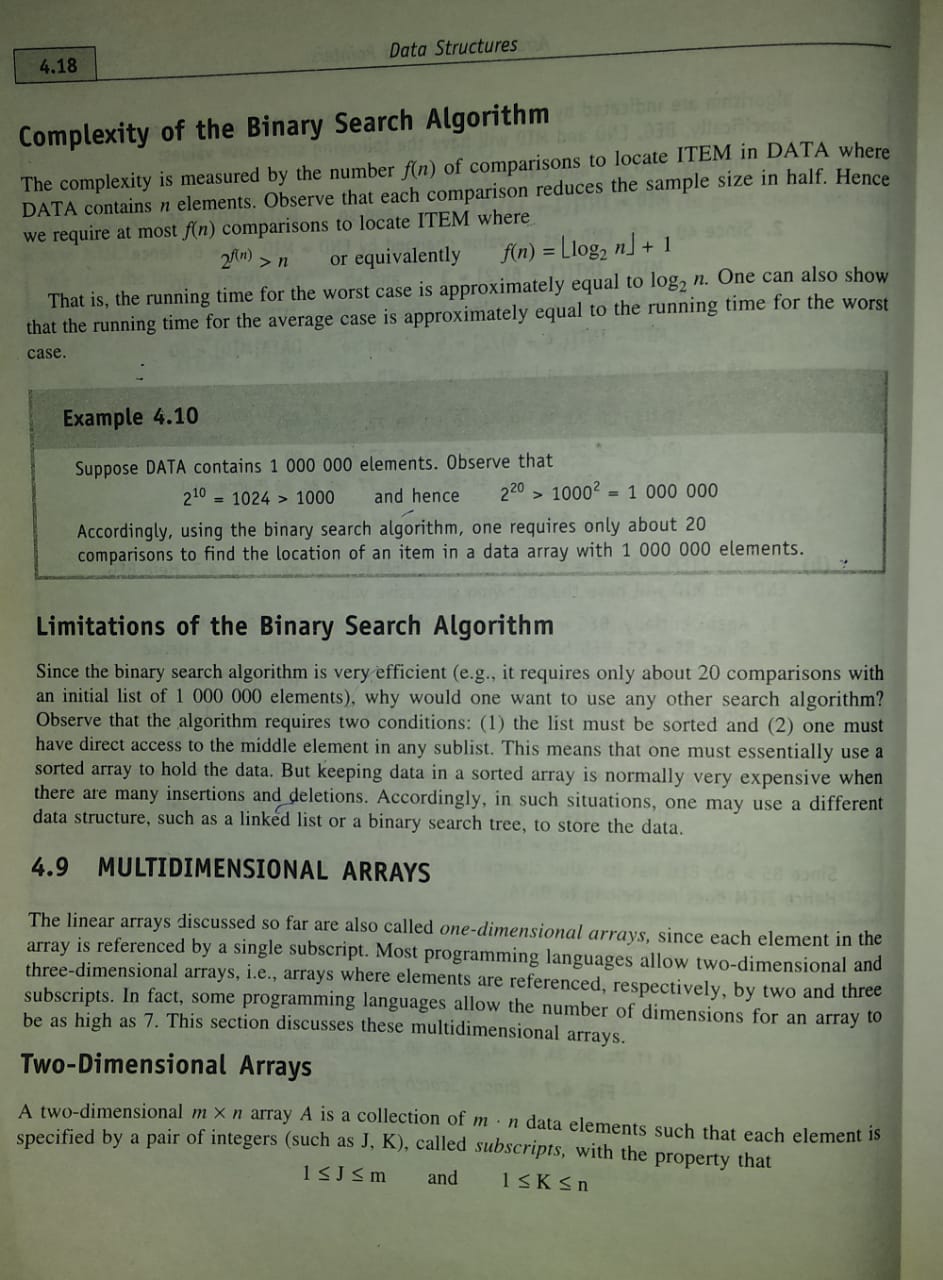 4.18
Data Structures
Complexity of the Binary Search Algorithm
The complexity is measured by the number f(n) of comparisons to locate ITEM in DATA where
DATA contains n elements. Observe that each comparison reduces the sample size in half. Hence
we require at most f(n) comparisons to locate ITEM where
2^f(n) > n or equivalently f(n) = ⌊log₂ n⌋ + 1
That is, the running time for the worst case is approximately equal to log₂ n. One can also show
that the running time for the average case is approximately equal to the running time for the worst
case.
Example 4.10
Suppose DATA contains 1 000 000 elements. Observe that
2¹⁰ = 1024 > 1000 and hence 2²⁰ > 1000² = 1 000 000
Accordingly, using the binary search algorithm, one requires only about 20
comparisons to find the location of an item in a data array with 1 000 000 elements.
Limitations of the Binary Search Algorithm
Since the binary search algorithm is very efficient (e.g., it requires only about 20 comparisons with
an initial list of 1 000 000 elements), why would one want to use any other search algorithm?
Observe that the algorithm requires two conditions: (1) the list must be sorted and (2) one must
have direct access to the middle element in any sublist. This means that one must essentially use a
sorted array to hold the data. But keeping data in a sorted array is normally very expensive when
there are many insertions and deletions. Accordingly, in such situations, one may use a different
data structure, such as a linked list or a binary search tree, to store the data.
4.9 MULTIDIMENSIONAL ARRAYS
The linear arrays discussed so far are also called one-dimensional arrays, since each element in the
array is referenced by a single subscript. Most programming languages allow two-dimensional and
three-dimensional arrays, i.e., arrays where elements are referenced, respectively, by two and three
subscripts. In fact, some programming languages allow the number of dimensions for an array to
be as high as 7. This section discusses these multidimensional arrays.
Two-Dimensional Arrays
A two-dimensional m × n array A is a collection of m · n data elements such that each element is
specified by a pair of integers (such as J, K), called subscripts, with the property that
1 ≤ J ≤ m and 1 ≤ K ≤ n